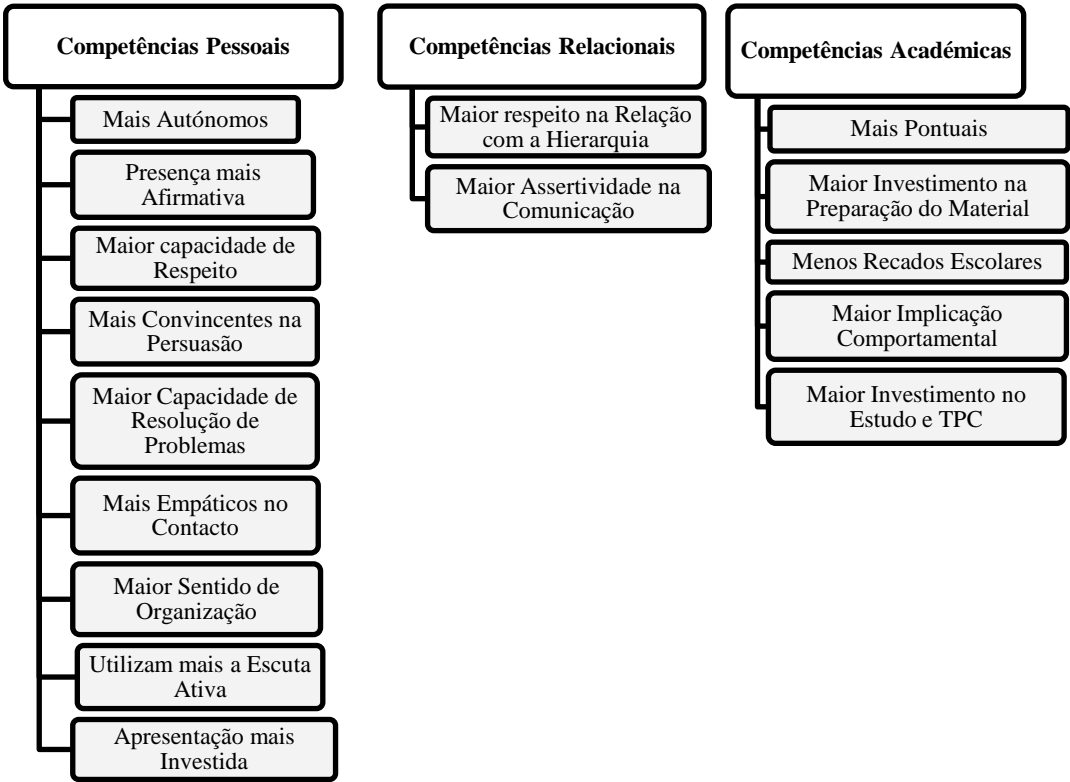 Competências Pessoais
Mais Autónomos
Presença mais
Afirmativa
Maior capacidade de
Respeito
Mais Convincentes na
Persuasão
Maior Capacidade de
Resolução de
Problemas
Mais Empáticos no
Contacto
Maior Sentido de
Organização
Utilizam mais a Escuta
Ativa
Apresentação mais
Investida
Competências Relacionais
Maior respeito na Relação
com a Hierarquia
Maior Assertividade na
Comunicação
Competências Académicas
Mais Pontuais
Maior Investimento na
Preparação do Material
Menos Recados Escolares
Maior Implicação
Comportamental
Maior Investimento no
Estudo e TPC